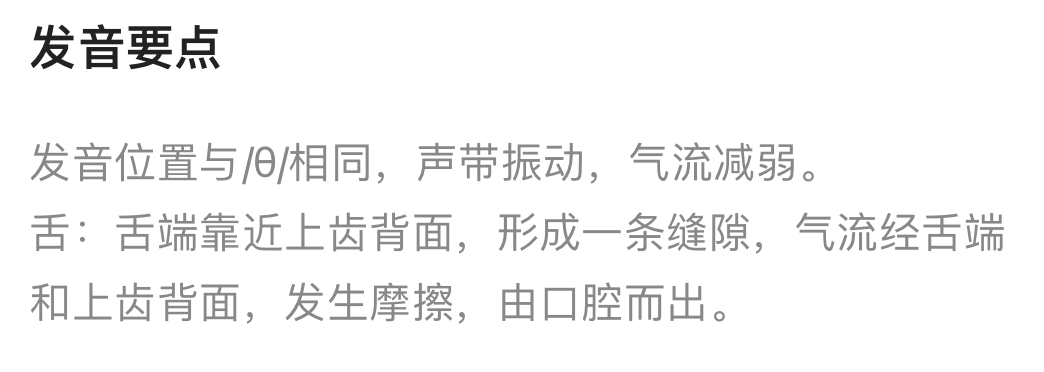 发音要点
发音位置与/θ/相同，声带振动，气流减弱。
舌：舌端靠近上齿背面，形成一条缝隙，气流经舌端
和上齿背面，发生摩擦，由口腔而出。